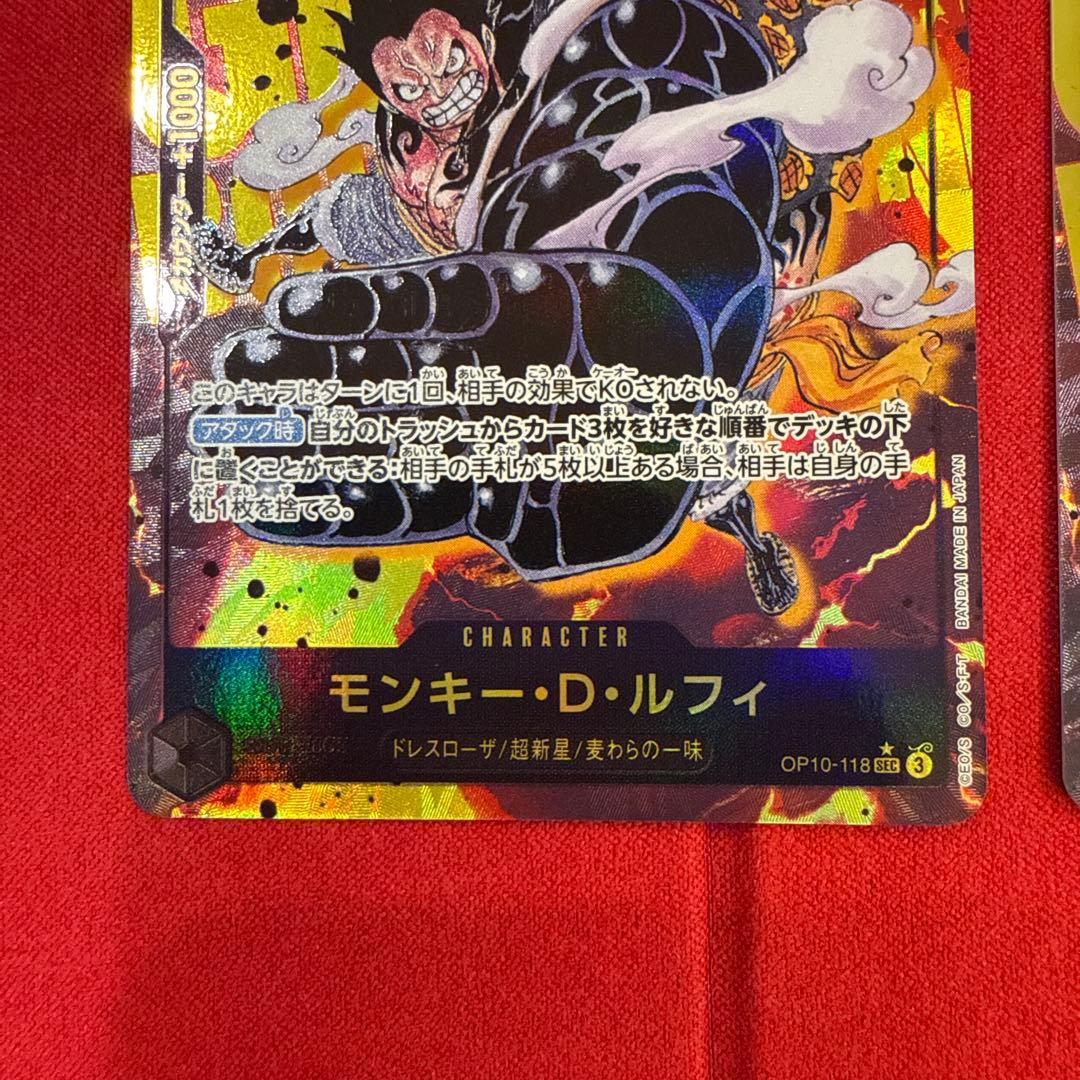 カウンター +1000
このキャラはターンに1回、相手の効果でKOされない。
アタック時 自分のトラッシュからカード3枚を好きな順番でデッキの下
に置くことができる:相手の手札が5枚以上ある場合、相手は自身の手
札1枚を捨てる。
CHARACTER
モンキー・D・ルフィ
ドレスローザ/超新星/麦わらの一味
OP10-118 SEC ★ 3
©E.O/S ©O/S・F・T BANDAI MADE IN JAPAN